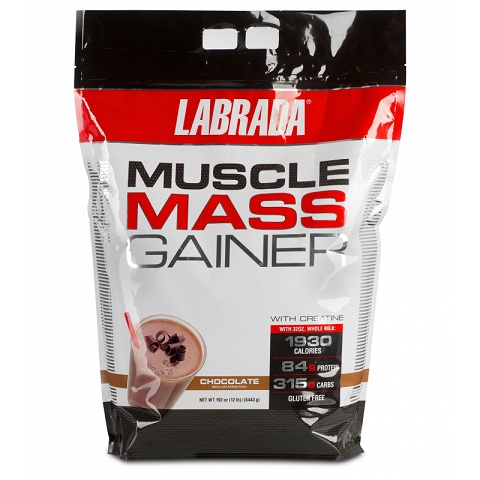 LABRADA®
MUSCLE
MASS
GAINER
WITH CREATINE
WITH 32OZ. WHOLE MILK:
1930
CALORIES
84g PROTEIN
315g CARBS
GLUTEN FREE
CHOCOLATE
NET WT 192 oz (12 lb) (5443 g)